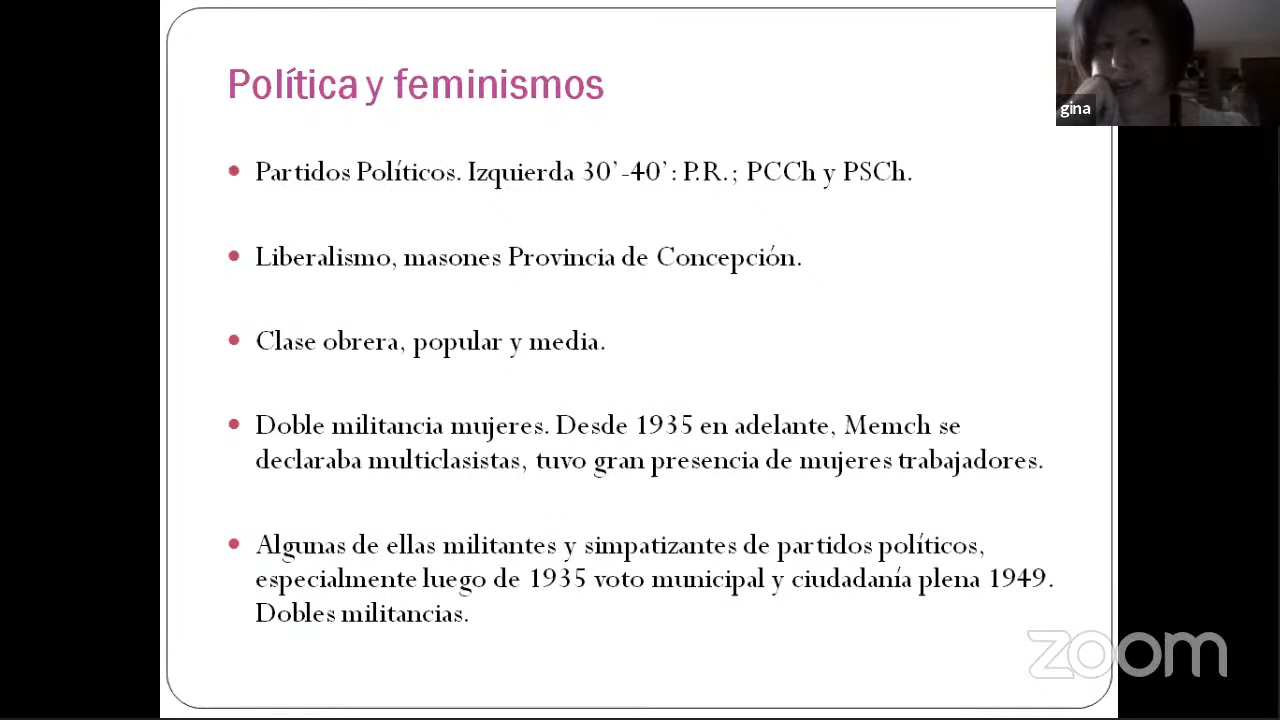 Política y feminismos
gina
• Partidos Políticos. Izquierda 30’-40’: P.R.; PCCh y PSCh.
• Liberalismo, masones Provincia de Concepción.
• Clase obrera, popular y media.
• Doble militancia mujeres. Desde 1935 en adelante, Memch se
declaraba multiclasistas, tuvo gran presencia de mujeres trabajadores.
• Algunas de ellas militantes y simpatizantes de partidos políticos,
especialmente luego de 1935 voto municipal y ciudadanía plena 1949.
Dobles militancias.
zoom